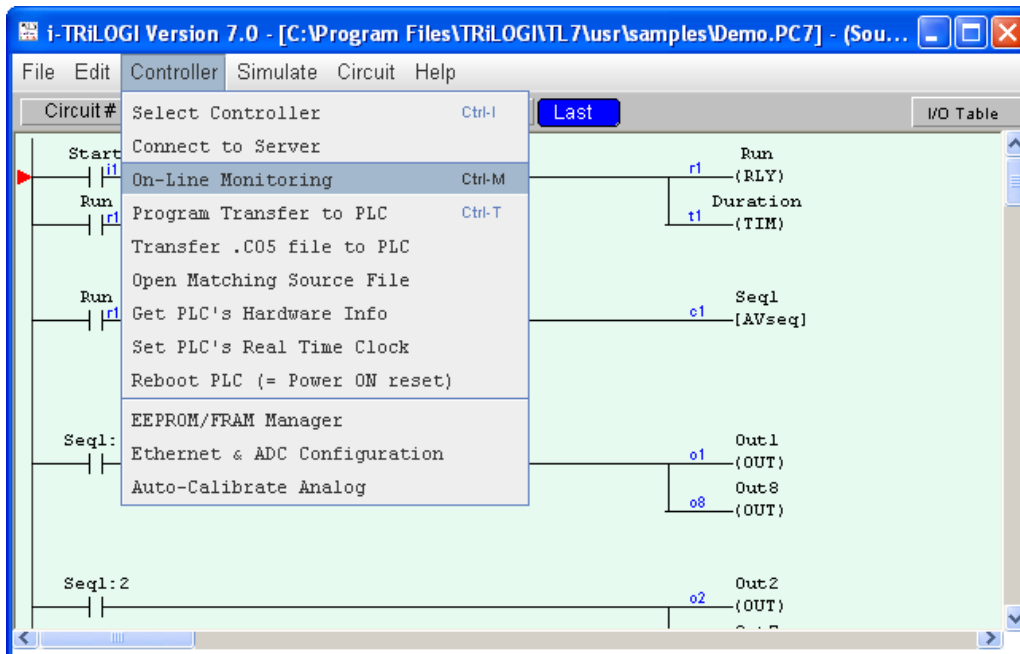 i-TRiLOGI Version 7.0 - [C:\Program Files\TRiLOGI\TL7\usr\samples\Demo.PC7] - (Sou...
File Edit Controller Simulate Circuit Help
Circuit # Last I/O Table
Select Controller Ctrl-I
Connect to Server
On-Line Monitoring Ctrl-M
Program Transfer to PLC Ctrl-T
Transfer .CO5 file to PLC
Open Matching Source File
Get PLC's Hardware Info
Set PLC's Real Time Clock
Reboot PLC (= Power ON reset)
EEPROM/FRAM Manager
Ethernet & ADC Configuration
Auto-Calibrate Analog
Start
i1
Run
r1
Run
r1 (RLY)
Duration
t1 (TIM)
Run
r1
Seq1
c1 [AVseq]
Seq1:
Out1
o1 (OUT)
Out8
o8 (OUT)
Seq1:2
Out2
o2 (OUT)